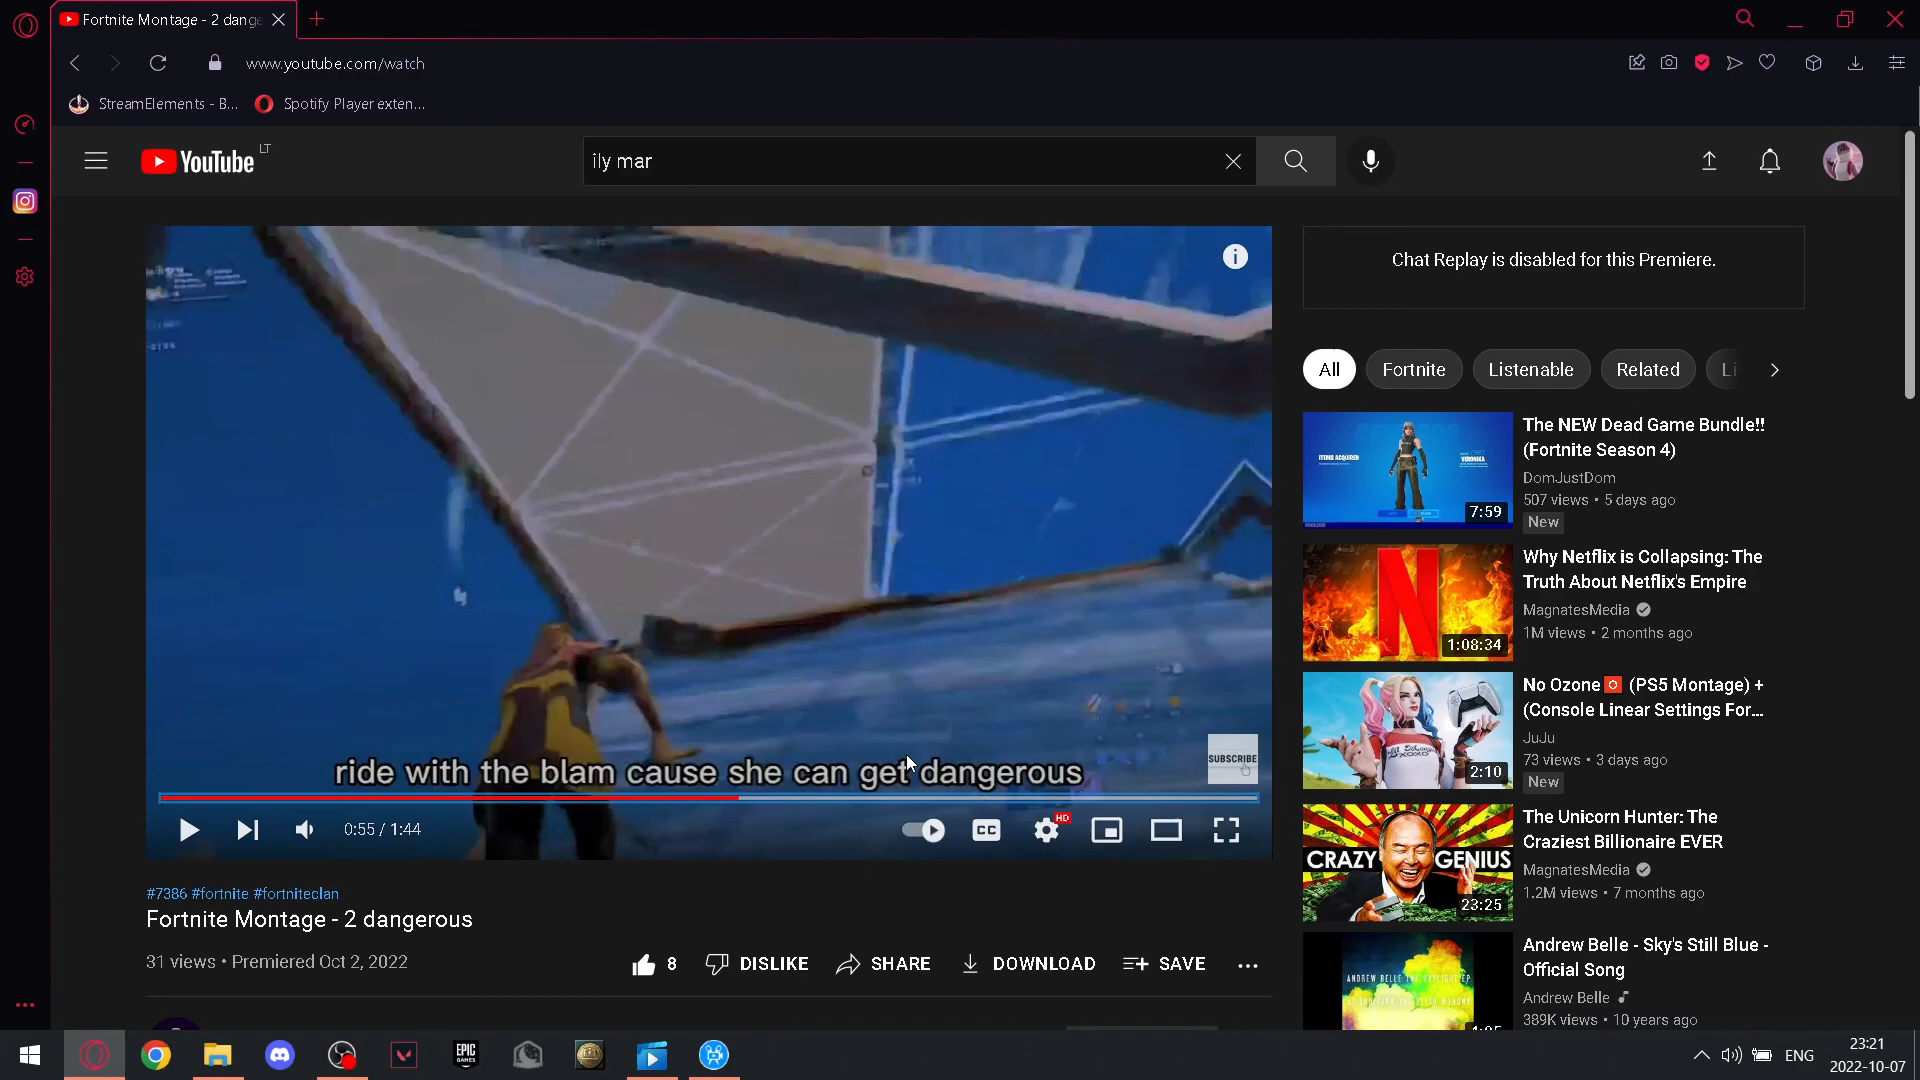 Fortnite Montage - 2 dange
www.youtube.com/watch
StreamElements - B...
Spotify Player exten...
YouTube LT
ily mar
ride with the blam cause she can get dangerous
SUBSCRIBE
0:55 / 1:44
CC
HD
#7386 #fortnite #fortniteclan
Fortnite Montage - 2 dangerous
31 views • Premiered Oct 2, 2022
8
DISLIKE
SHARE
DOWNLOAD
SAVE
Chat Replay is disabled for this Premiere.
All
Fortnite
Listenable
Related
Li
ITEMS ACQUIRED
7:59
The NEW Dead Game Bundle!!
(Fortnite Season 4)
DomJustDom
507 views • 5 days ago
New
N
1:08:34
Why Netflix is Collapsing: The
Truth About Netflix's Empire
MagnatesMedia
1M views • 2 months ago
2:10
No Ozone (PS5 Montage) +
(Console Linear Settings For...
JuJu
73 views • 3 days ago
New
CRAZY GENIUS
23:25
The Unicorn Hunter: The
Craziest Billionaire EVER
MagnatesMedia
1.2M views • 7 months ago
Andrew Belle - Sky's Still Blue -
Official Song
Andrew Belle
389K views • 10 years ago
EPIC
GAMES
ENG
23:21
2022-10-07